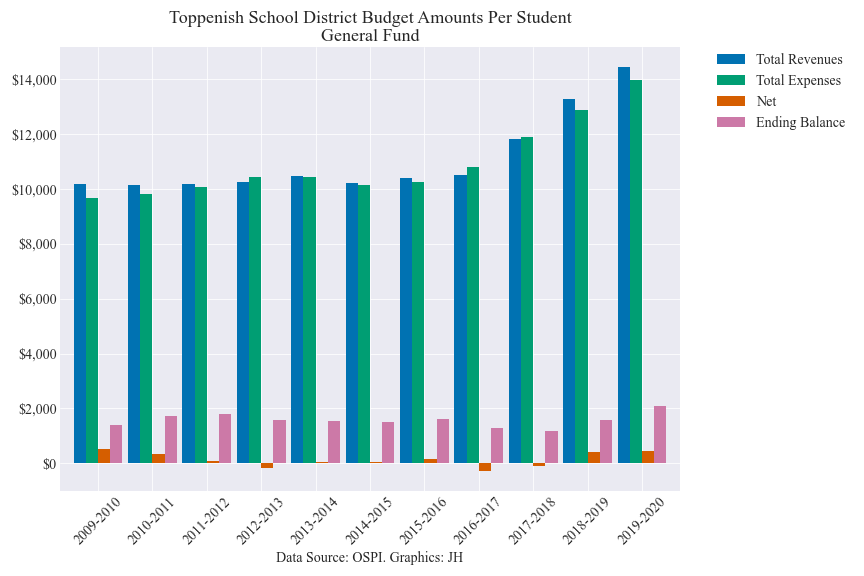 Toppenish School District Budget Amounts Per Student
General Fund
Total Revenues
Total Expenses
Net
Ending Balance
$14,000
$12,000
$10,000
$8,000
$6,000
$4,000
$2,000
$0
2009-2010
2010-2011
2011-2012
2012-2013
2013-2014
2014-2015
2015-2016
2016-2017
2017-2018
2018-2019
2019-2020
Data Source: OSPI. Graphics: JH